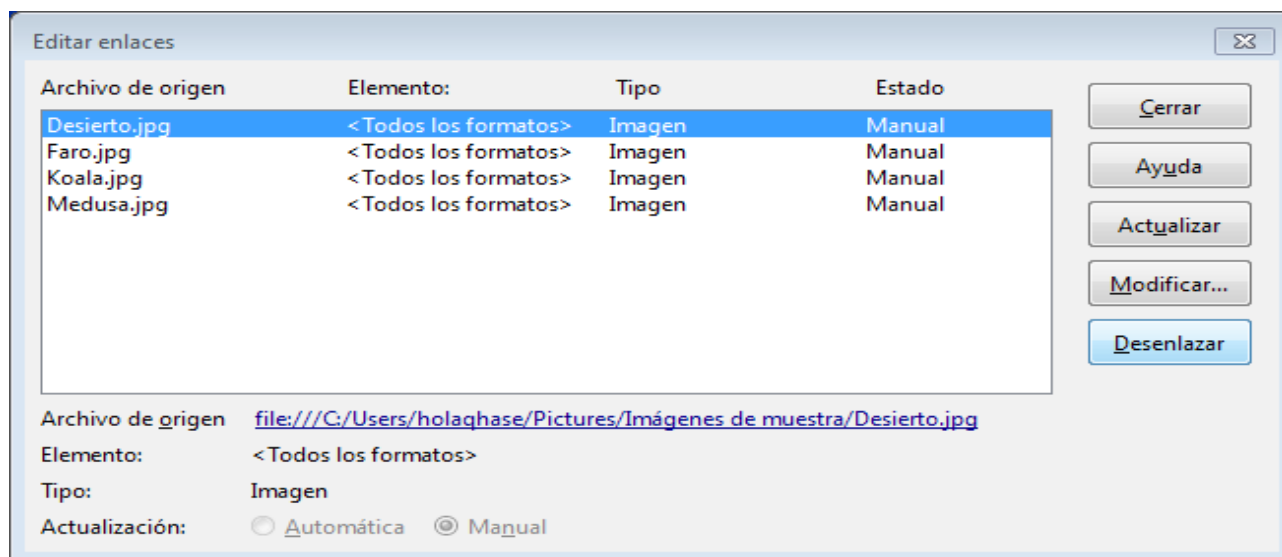 Editar enlaces
Archivo de origen Elemento: Tipo Estado
Desierto.jpg <Todos los formatos> Imagen Manual
Faro.jpg <Todos los formatos> Imagen Manual
Koala.jpg <Todos los formatos> Imagen Manual
Medusa.jpg <Todos los formatos> Imagen Manual
Cerrar
Ayuda
Actualizar
Modificar...
Desenlazar
Archivo de origen file:///C:/Users/holaqhase/Pictures/Imágenes de muestra/Desierto.jpg
Elemento: <Todos los formatos>
Tipo: Imagen
Actualización: Automática Manual